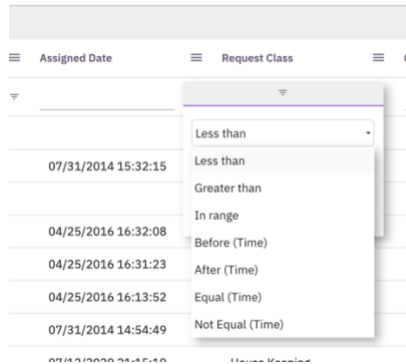 Assigned Date
Request Class
Less than
Less than
07/31/2014 15:32:15
Greater than
In range
04/25/2016 16:32:08
Before (Time)
04/25/2016 16:31:23
After (Time)
04/25/2016 16:13:52
Equal (Time)
07/31/2014 14:54:49
Not Equal (Time)